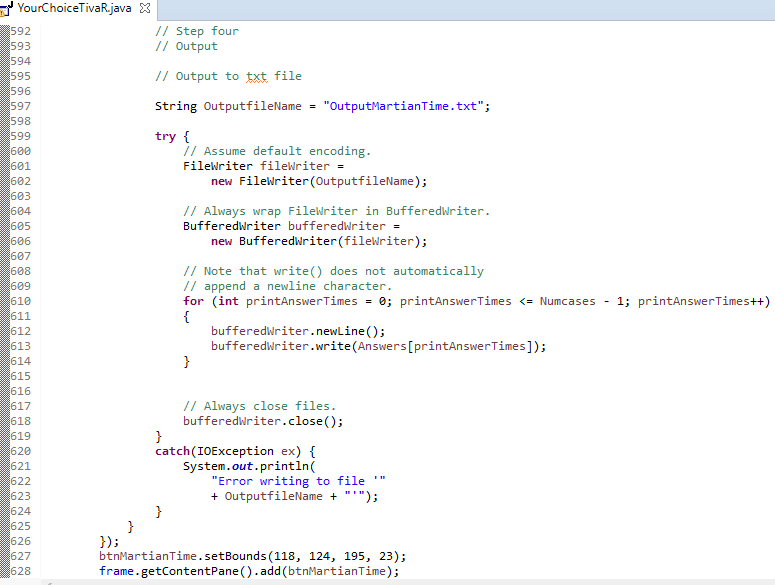 YourChoiceTivaR.java
592 // Step four
593 // Output
594
595 // Output to txt file
596
597 String OutputfileName = "OutputMartianTime.txt";
598
599 try {
600 // Assume default encoding.
601 FileWriter fileWriter =
602 new FileWriter(OutputfileName);
603
604 // Always wrap FileWriter in BufferedWriter.
605 BufferedWriter bufferedWriter =
606 new BufferedWriter(fileWriter);
607
608 // Note that write() does not automatically
609 // append a newline character.
610 for (int printAnswerTimes = 0; printAnswerTimes <= Numcases - 1; printAnswerTimes++)
611 {
612 bufferedWriter.newLine();
613 bufferedWriter.write(Answers[printAnswerTimes]);
614 }
615
616
617 // Always close files.
618 bufferedWriter.close();
619 }
620 catch(IOException ex) {
621 System.out.println(
622 "Error writing to file '"
623 + OutputfileName + "'");
624 }
625 }
626 });
627 btnMartianTime.setBounds(118, 124, 195, 23);
628 frame.getContentPane().add(btnMartianTime);